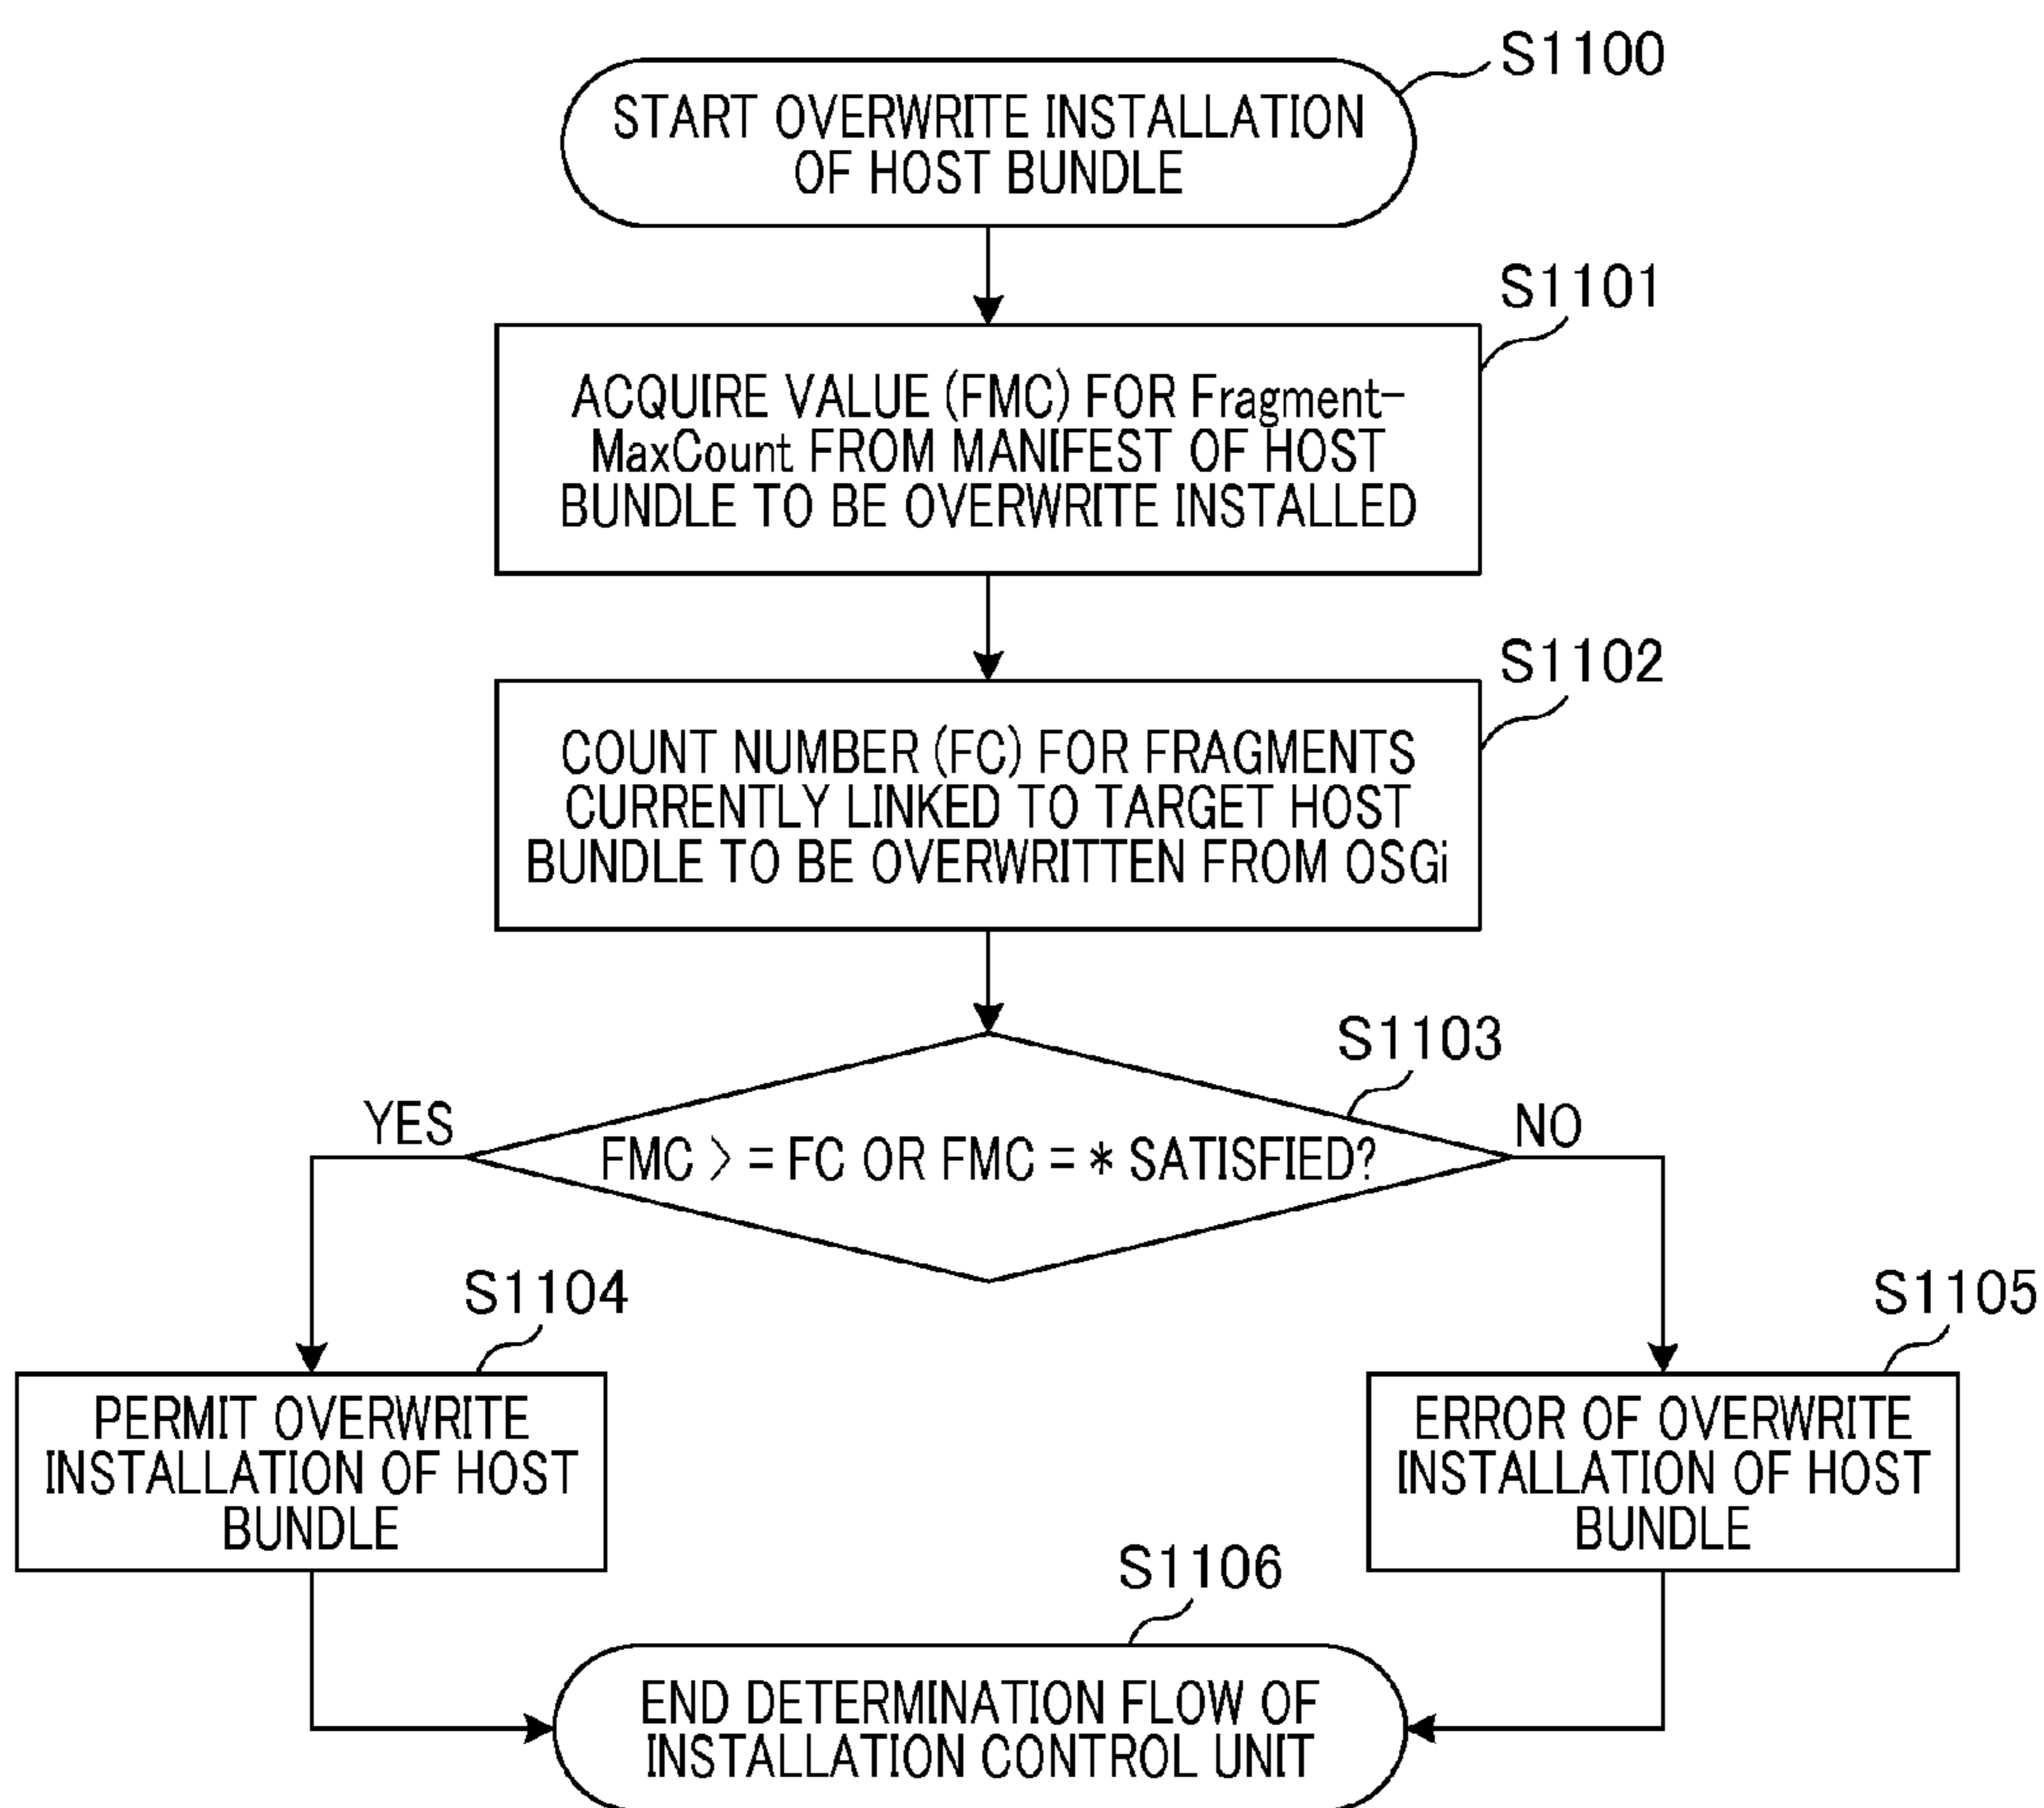 S1100
START OVERWRITE INSTALLATION
OF HOST BUNDLE
S1101
ACQUIRE VALUE (FMC) FOR Fragment-
MaxCount FROM MANIFEST OF HOST
BUNDLE TO BE OVERWRITE INSTALLED
S1102
COUNT NUMBER (FC) FOR FRAGMENTS
CURRENTLY LINKED TO TARGET HOST
BUNDLE TO BE OVERWRITTEN FROM OSGi
S1103
YES
NO
FMC > = FC OR FMC = * SATISFIED?
S1104
PERMIT OVERWRITE
INSTALLATION OF HOST
BUNDLE
S1105
ERROR OF OVERWRITE
INSTALLATION OF HOST
BUNDLE
S1106
END DETERMINATION FLOW OF
INSTALLATION CONTROL UNIT